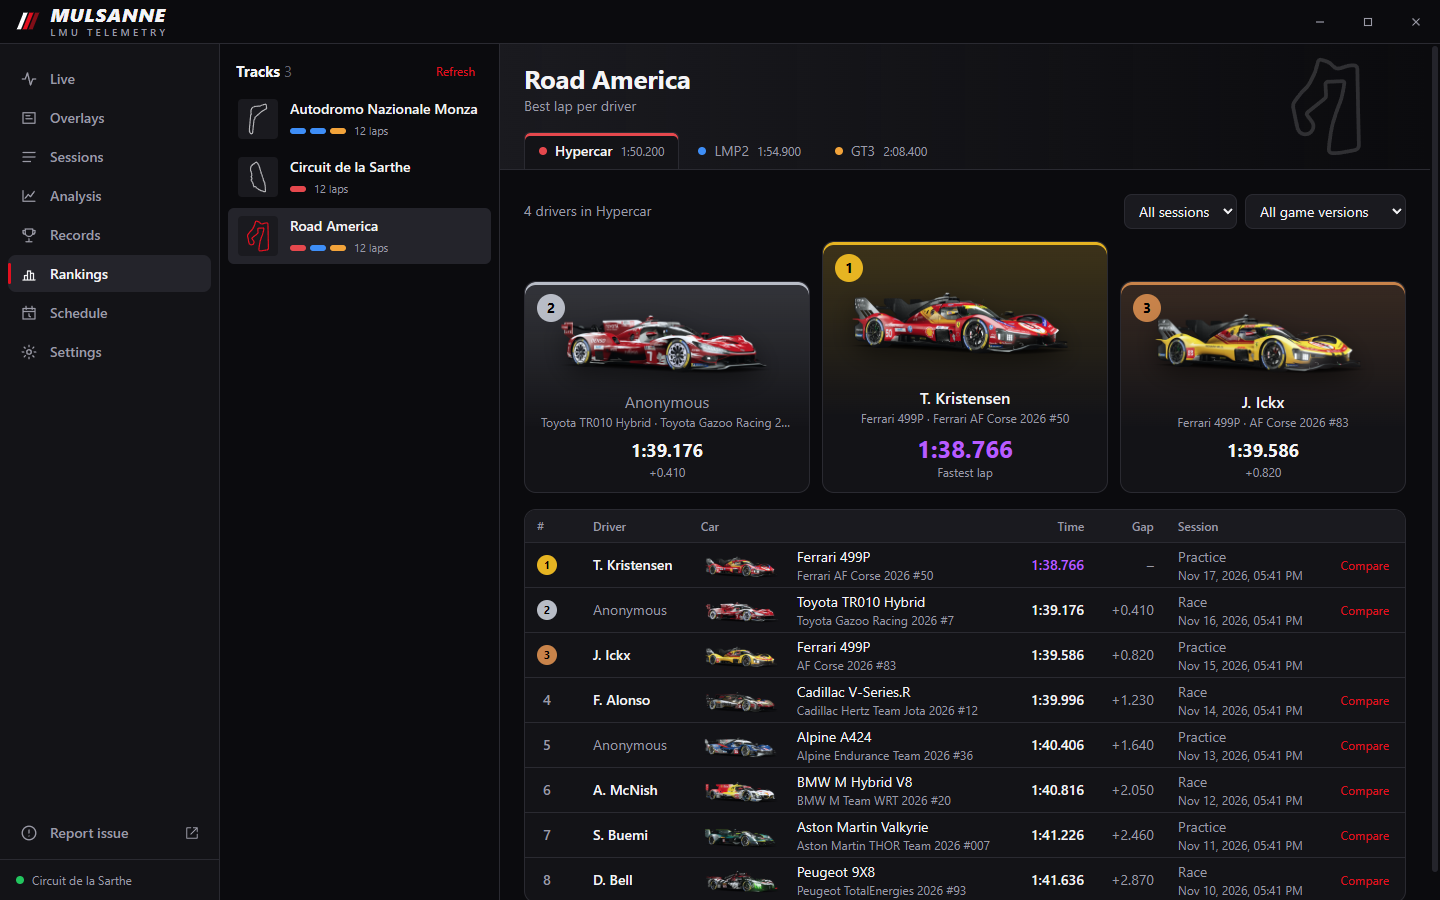 MULSANNE
LMU TELEMETRY
Live
Overlays
Sessions
Analysis
Records
Rankings
Schedule
Settings
Report issue
Circuit de la Sarthe
Tracks 3
Refresh
Autodromo Nazionale Monza
12 laps
Circuit de la Sarthe
12 laps
Road America
12 laps
Road America
Best lap per driver
Hypercar 1:50.200
LMP2 1:54.900
GT3 2:08.400
4 drivers in Hypercar
All sessions
All game versions
2
Anonymous
Toyota TR010 Hybrid · Toyota Gazoo Racing 2...
1:39.176
+0.410
1
T. Kristensen
Ferrari 499P · Ferrari AF Corse 2026 #50
1:38.766
Fastest lap
3
J. Ickx
Ferrari 499P · AF Corse 2026 #83
1:39.586
+0.820
# Driver Car Time Gap Session
1 T. Kristensen Ferrari 499P 1:38.766 – Practice Compare
Ferrari AF Corse 2026 #50 Nov 17, 2026, 05:41 PM
2 Anonymous Toyota TR010 Hybrid 1:39.176 +0.410 Race Compare
Toyota Gazoo Racing 2026 #7 Nov 16, 2026, 05:41 PM
3 J. Ickx Ferrari 499P 1:39.586 +0.820 Practice
AF Corse 2026 #83 Nov 15, 2026, 05:41 PM
4 F. Alonso Cadillac V-Series.R 1:39.996 +1.230 Race Compare
Cadillac Hertz Team Jota 2026 #12 Nov 14, 2026, 05:41 PM
5 Anonymous Alpine A424 1:40.406 +1.640 Practice Compare
Alpine Endurance Team 2026 #36 Nov 13, 2026, 05:41 PM
6 A. McNish BMW M Hybrid V8 1:40.816 +2.050 Race Compare
BMW M Team WRT 2026 #20 Nov 12, 2026, 05:41 PM
7 S. Buemi Aston Martin Valkyrie 1:41.226 +2.460 Practice Compare
Aston Martin THOR Team 2026 #007 Nov 11, 2026, 05:41 PM
8 D. Bell Peugeot 9X8 1:41.636 +2.870 Race Compare
Peugeot TotalEnergies 2026 #93 Nov 10, 2026, 05:41 PM